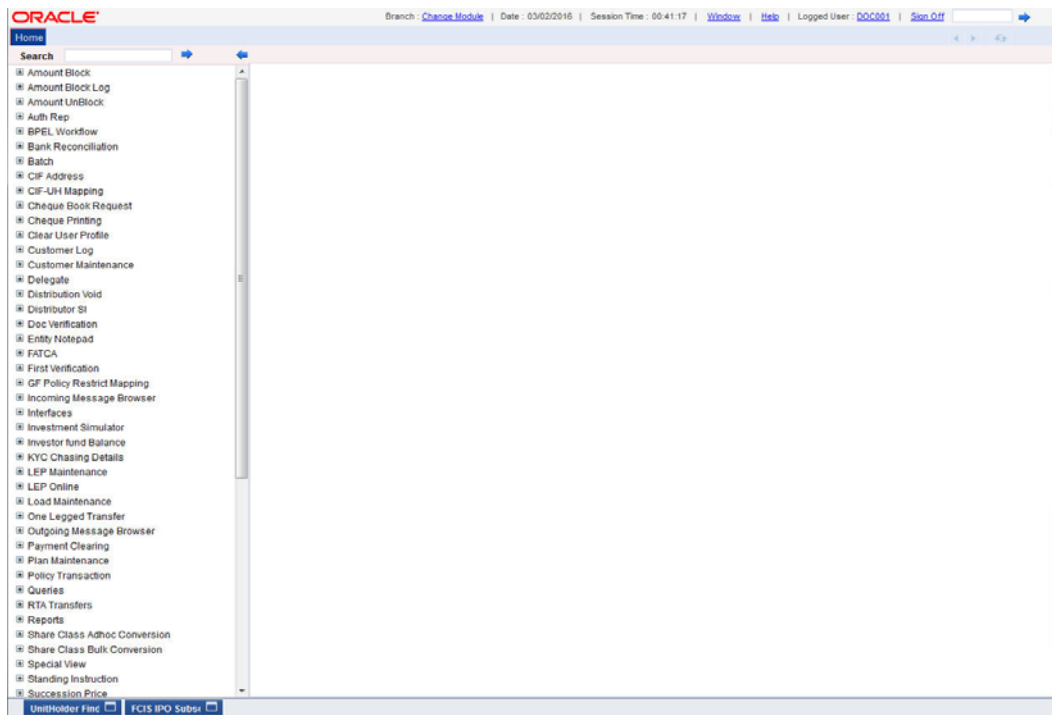 ORACLE
Branch : Change Module | Date : 03/02/2016 | Session Time : 00:41:17 | Window | Help | Logged User : DOC001 | Sign Off
Home
Search
Amount Block
Amount Block Log
Amount UnBlock
Auth Rep
BPEL Workflow
Bank Reconciliation
Batch
CIF Address
CIF-UH Mapping
Cheque Book Request
Cheque Printing
Clear User Profile
Customer Log
Customer Maintenance
Delegate
Distribution Void
Distributor SI
Doc Verification
Entity Notepad
FATCA
First Verification
GF Policy Restrict Mapping
Incoming Message Browser
Interfaces
Investment Simulator
Investor fund Balance
KYC Chasing Details
LEP Maintenance
LEP Online
Load Maintenance
One Legged Transfer
Outgoing Message Browser
Payment Clearing
Plan Maintenance
Policy Transaction
Queries
RTA Transfers
Reports
Share Class Adhoc Conversion
Share Class Bulk Conversion
Special View
Standing Instruction
Succession Price
UnitHolder Find FCIS IPO Subs